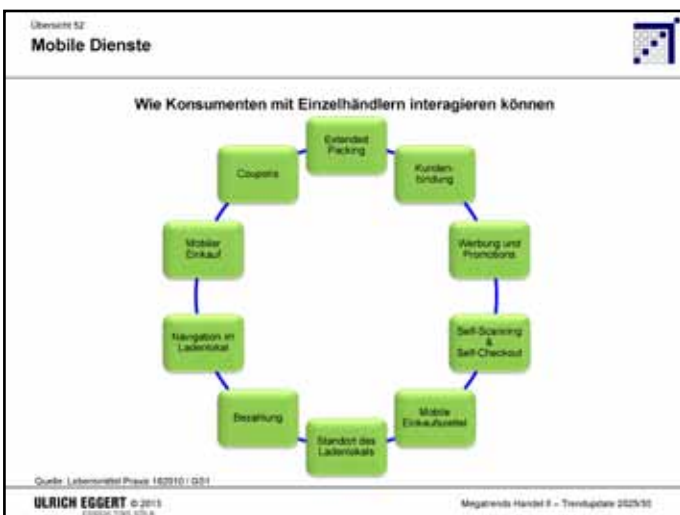 Übersicht 52
Mobile Dienste
Wie Konsumenten mit Einzelhändlern interagieren können
Extended
Packing
Kunden-
bindung
Werbung und
Promotions
Self-Scanning
&
Self-Checkout
Mobile
Einkaufszettel
Standort des
Ladenlokals
Bezahlung
Navigation im
Ladenlokal
Mobiler
Einkauf
Coupons
Quelle: Lebensmittel Praxis / GS1
ULRICH EGGERT © 2015
Megatrends Handel II – Trendupdate 2025/30